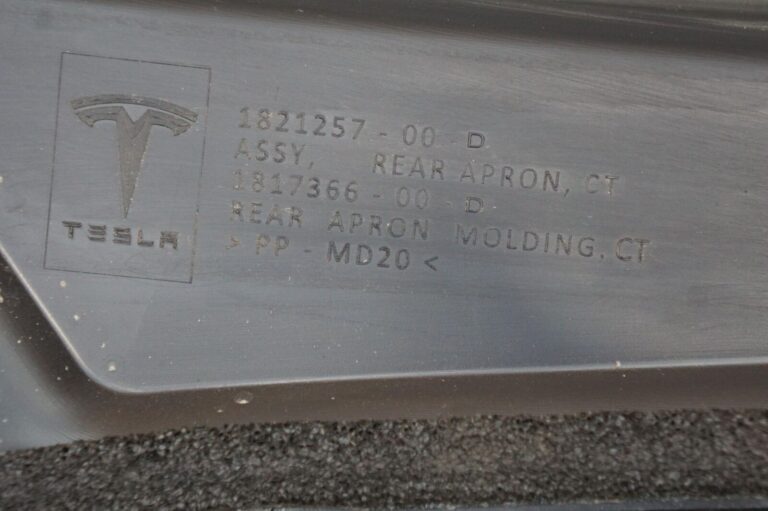 TESLA
1821257-00-D
ASSY, REAR APRON, CT
1817366-00-D
REAR APRON MOLDING, CT
>PP-MD20<